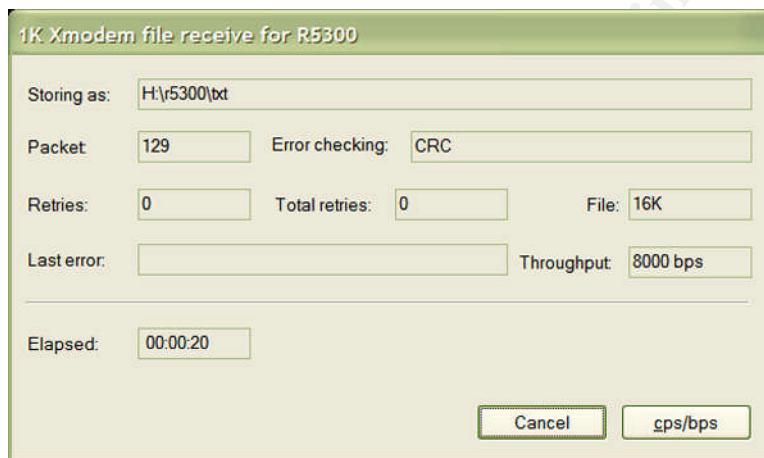 1K Xmodem file receive for R5300
Storing as: H:\r5300\txt
Packet: 129 Error checking: CRC
Retries: 0 Total retries: 0 File: 16K
Last error: Throughput: 8000 bps
Elapsed: 00:00:20
Cancel cps/bps